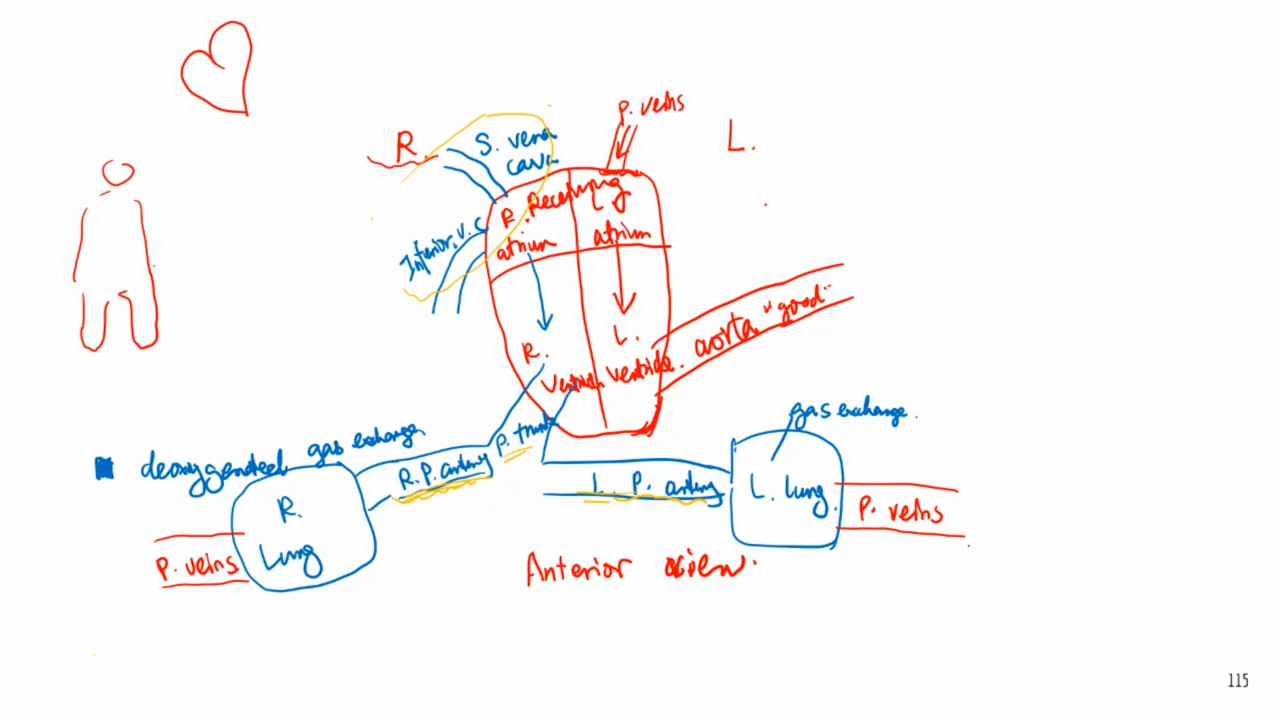 P. veins
R.
S. vena
cava
L.
R. Receiving
L
atrium
atrium
Inferior. V. C
R.
L.
ventricle.
aorta "good"
gas exchange.
gas exchange
deoxygenated
P. trunk
R. P. artery
L. P. artery
R.
Lung
L. lung
P. veins
P. veins
Anterior view.
115